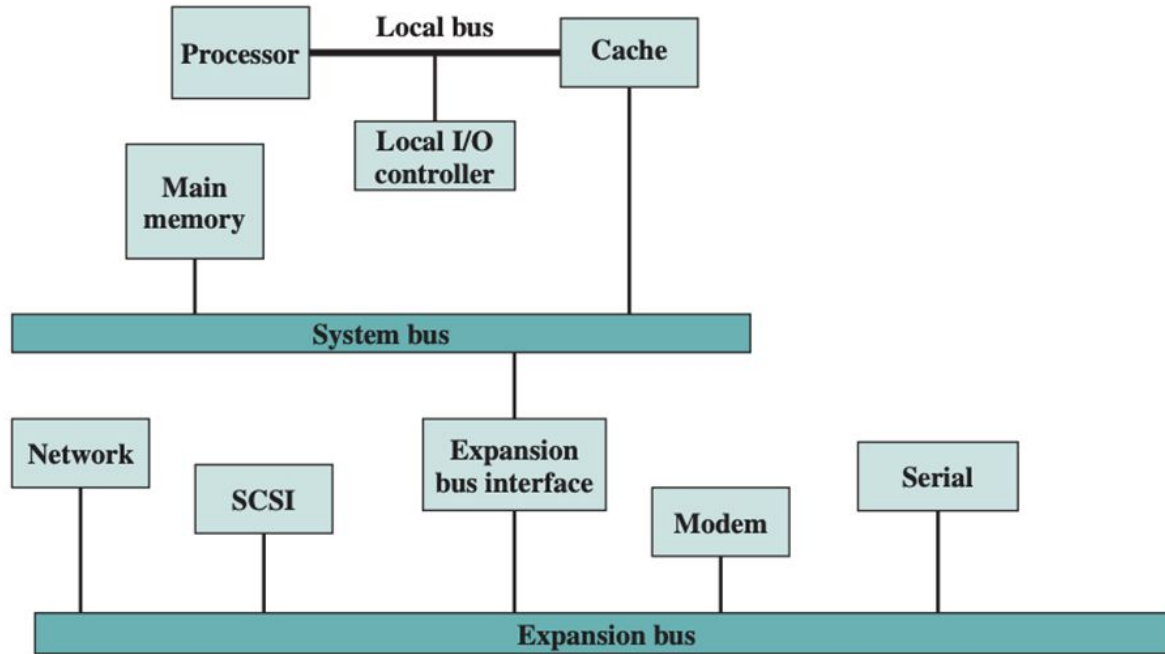 Local bus
Processor
Cache
Local I/O
controller
Main
memory
System bus
Network
SCSI
Expansion
bus interface
Modem
Serial
Expansion bus